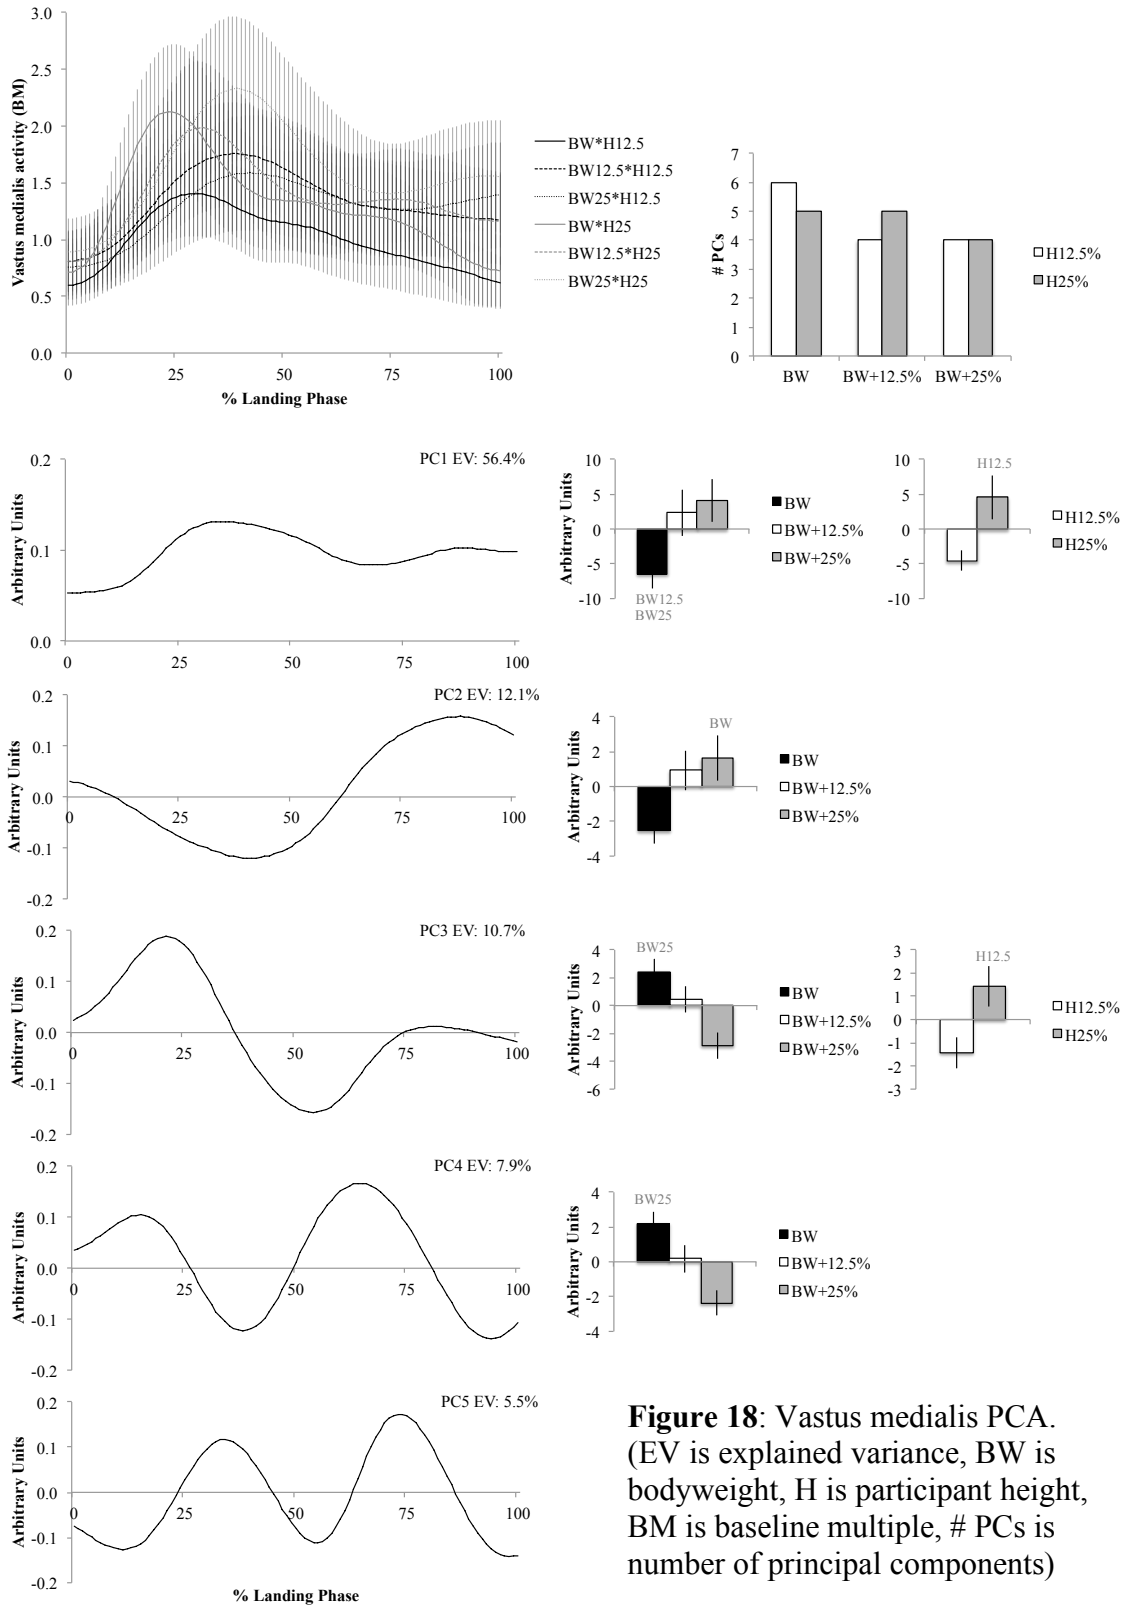 3.0
2.5
2.0
1.5
1.0
0.5
0.0
Vastus medialis activity (BM)
0 25 50 75 100
% Landing Phase
BW*H12.5
BW12.5*H12.5
BW25*H12.5
BW*H25
BW12.5*H25
BW25*H25
7
6
5
4
3
2
1
0
# PCs
BW BW+12.5% BW+25%
H12.5%
H25%
PC1 EV: 56.4%
0.2
0.1
0.0
Arbitrary Units
0 25 50 75 100
10
5
0
-5
-10
Arbitrary Units
BW12.5
BW25
BW
BW+12.5%
BW+25%
10
5
0
-5
-10
H12.5
H12.5%
H25%
PC2 EV: 12.1%
0.2
0.1
0.0
-0.1
-0.2
Arbitrary Units
0 25 50 75 100
4
2
0
-2
-4
Arbitrary Units
BW
BW
BW+12.5%
BW+25%
PC3 EV: 10.7%
0.2
0.1
0.0
-0.1
-0.2
Arbitrary Units
0 25 50 75 100
4
2
0
-2
-4
-6
Arbitrary Units
BW25
BW
BW+12.5%
BW+25%
3
2
1
0
-1
-2
-3
H12.5
H12.5%
H25%
PC4 EV: 7.9%
0.2
0.1
0.0
-0.1
-0.2
Arbitrary Units
0 25 50 75 100
4
2
0
-2
-4
Arbitrary Units
BW25
BW
BW+12.5%
BW+25%
PC5 EV: 5.5%
0.2
0.1
0.0
-0.1
-0.2
Arbitrary Units
0 25 50 75 100
% Landing Phase
Figure 18: Vastus medialis PCA.
(EV is explained variance, BW is
bodyweight, H is participant height,
BM is baseline multiple, # PCs is
number of principal components)